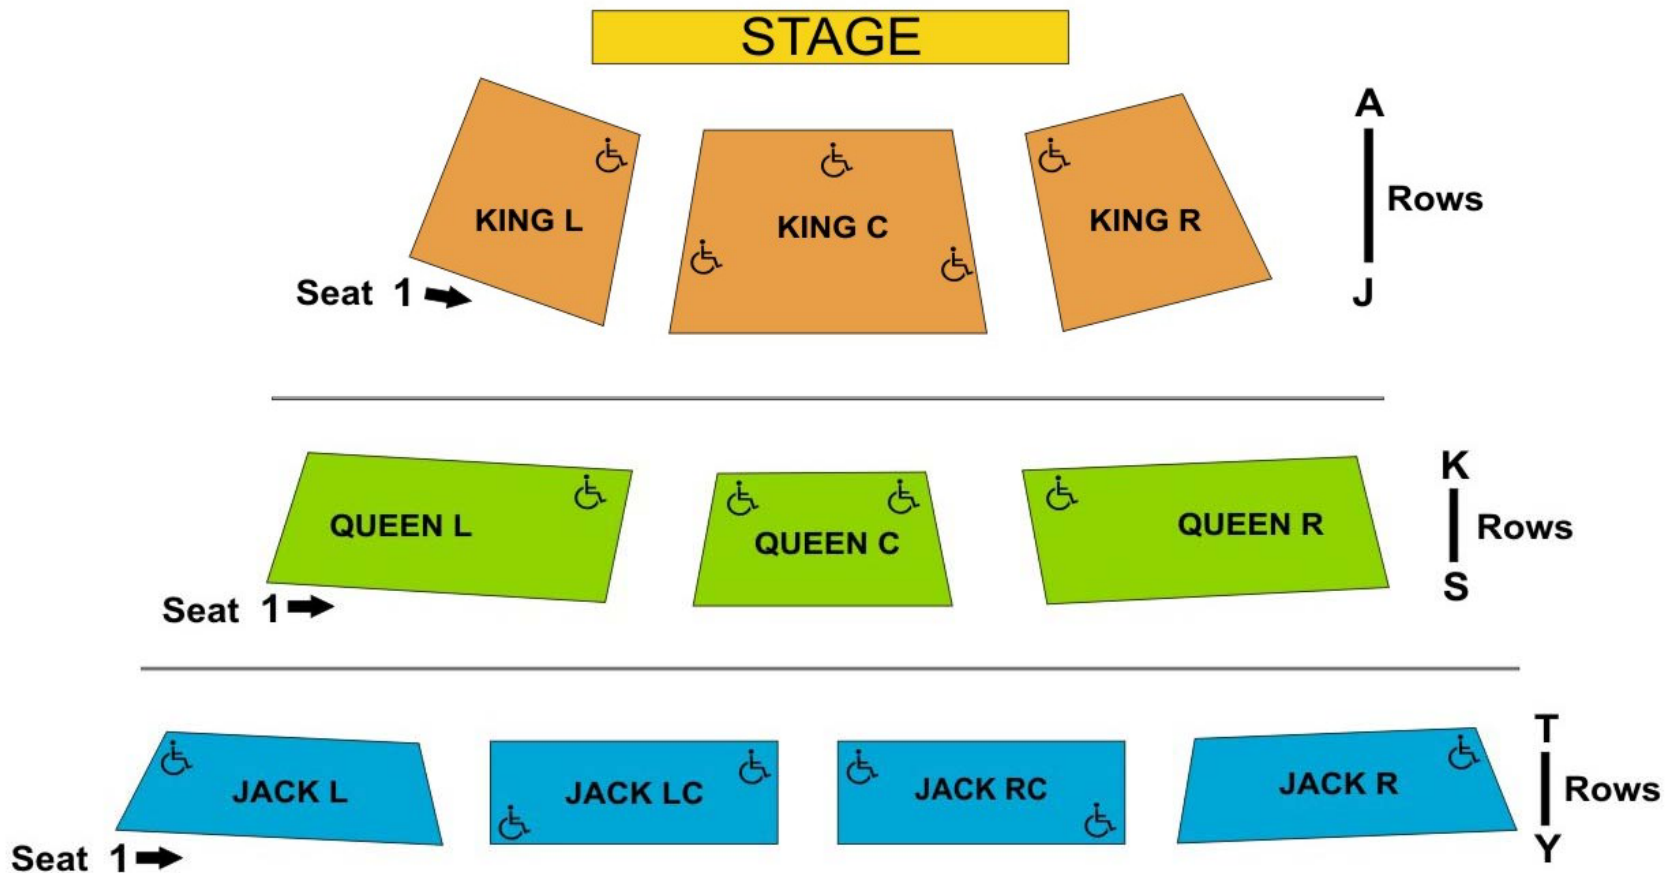 STAGE
A
Rows
J
KING L
KING C
KING R
Seat 1
K
Rows
S
QUEEN L
QUEEN C
QUEEN R
Seat 1
T
Rows
Y
JACK L
JACK LC
JACK RC
JACK R
Seat 1